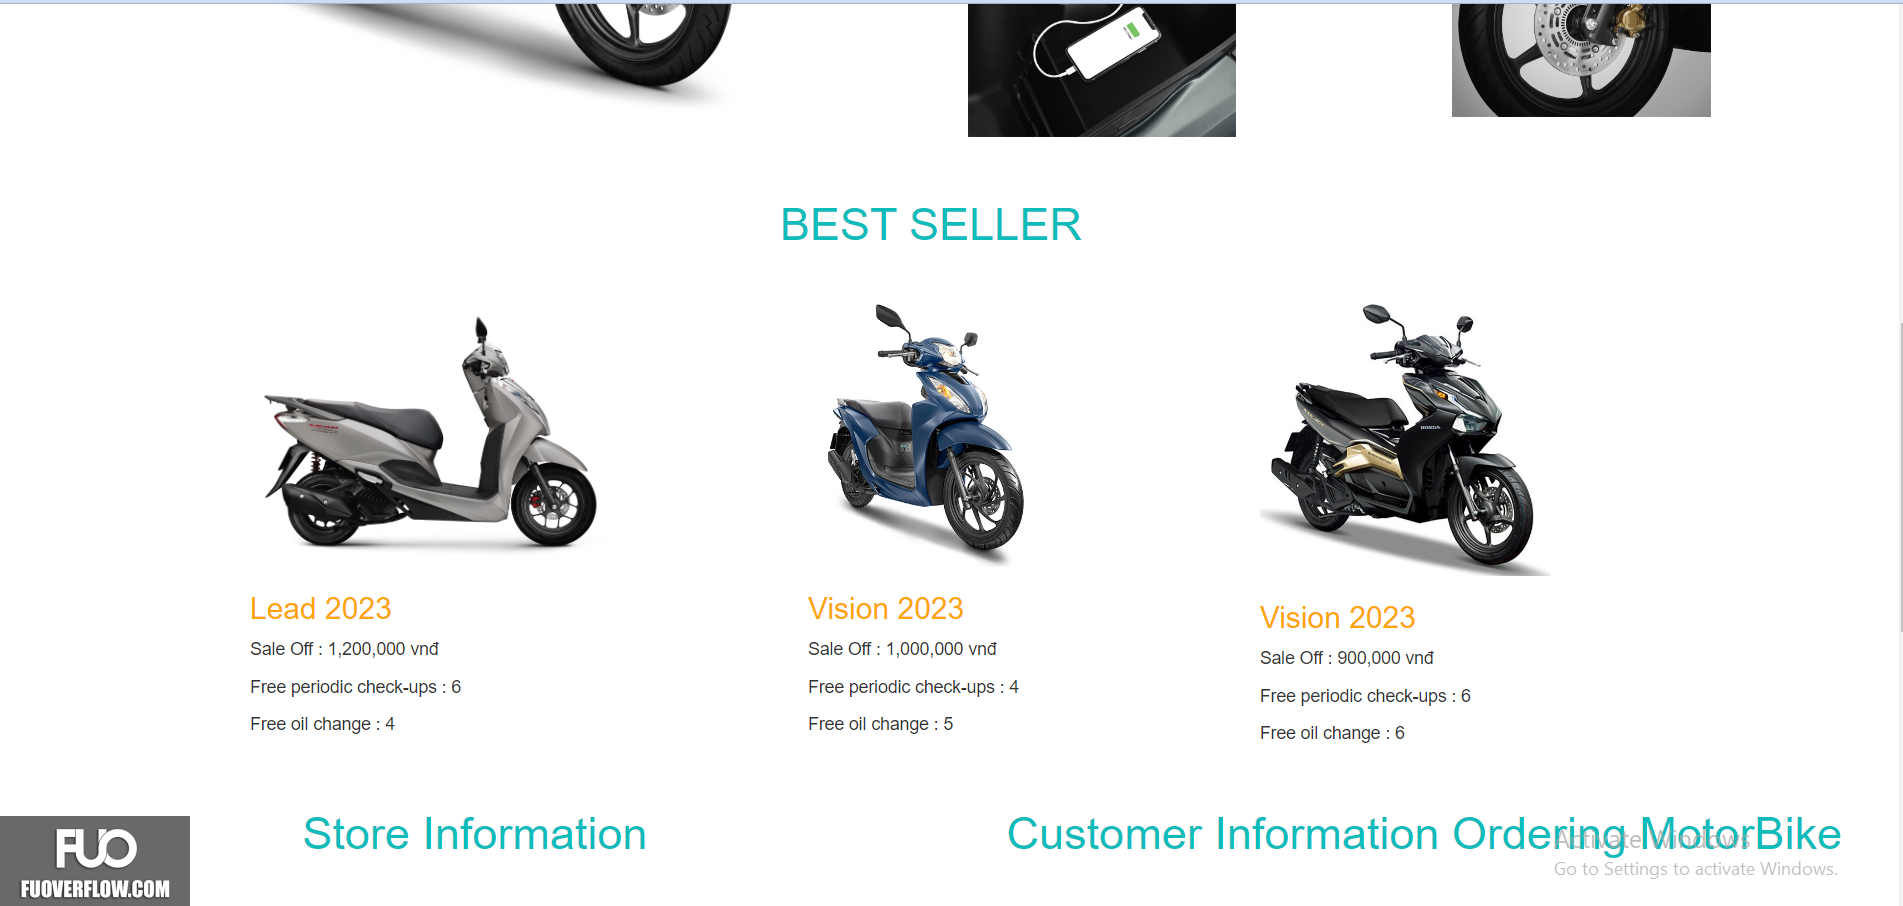 BEST SELLER
HONDA
Lead 2023
Sale Off : 1,200,000 vnđ
Free periodic check-ups : 6
Free oil change : 4
Vision 2023
Sale Off : 1,000,000 vnđ
Free periodic check-ups : 4
Free oil change : 5
Vision 2023
Sale Off : 900,000 vnđ
Free periodic check-ups : 6
Free oil change : 6
Store Information
Customer Information Ordering MotorBike
Activate Windows
Go to Settings to activate Windows.
FUO
FUOVERFLOW.COM